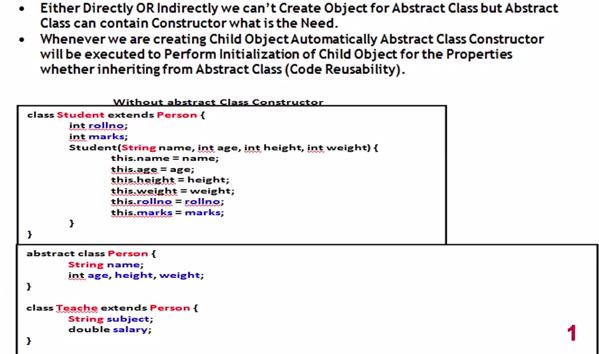 • Either Directly OR Indirectly we can't Create Object for Abstract Class but Abstract
Class can contain Constructor what is the Need.
• Whenever we are creating Child Object Automatically Abstract Class Constructor
will be executed to Perform Initialization of Child Object for the Properties
whether inheriting from Abstract Class (Code Reusability).
Without abstract Class Constructor
class Student extends Person {
int rollno;
int marks;
Student(String name, int age, int height, int weight) {
this.name = name;
this.age = age;
this.height = height;
this.weight = weight;
this.rollno = rollno;
this.marks = marks;
}
}
abstract class Person {
String name;
int age, height, weight;
}
class Teache extends Person {
String subject;
double salary;
}
1